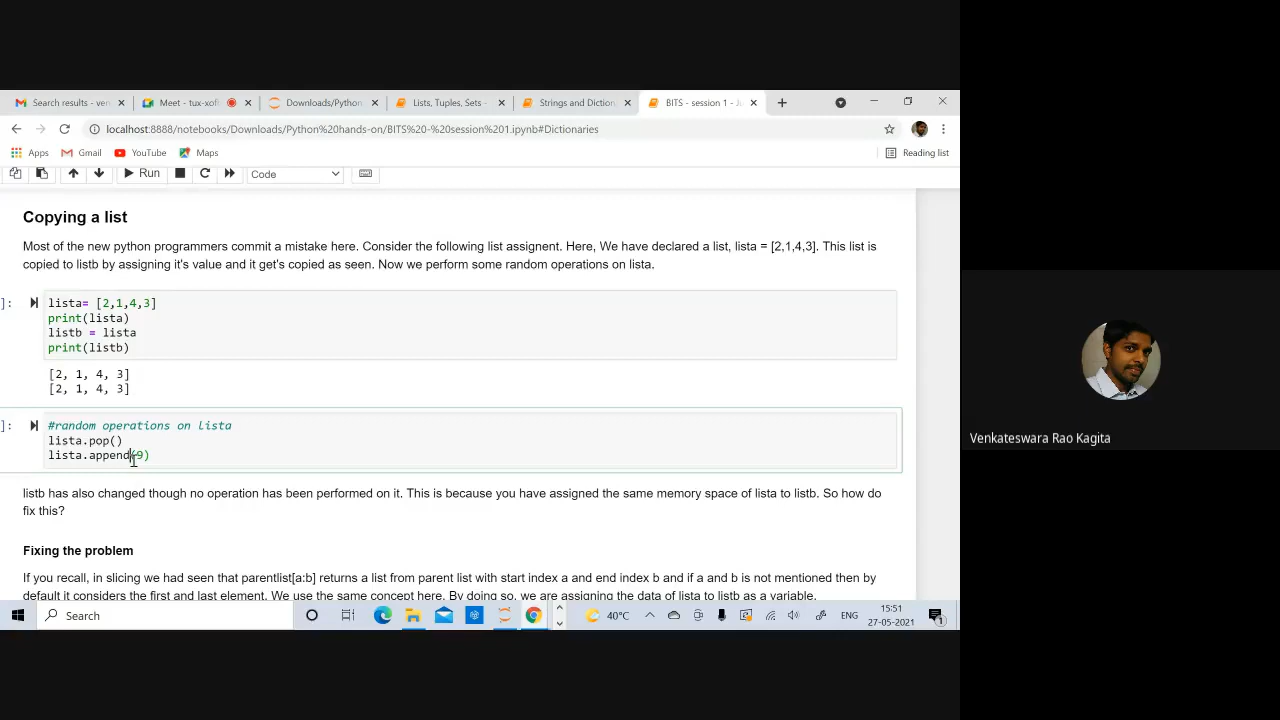 Search results - ven
Meet - tux-xoft
Downloads/Python
Lists, Tuples, Sets -
Strings and Diction
BITS - session 1 - Ju
localhost:8888/notebooks/Downloads/Python%20hands-on/BITS%20-%20session%201.ipynb#Dictionaries
Apps Gmail YouTube Maps Reading list
Run Code
Copying a list
Most of the new python programmers commit a mistake here. Consider the following list assignent. Here, We have declared a list, lista = [2,1,4,3]. This list is
copied to listb by assigning it's value and it get's copied as seen. Now we perform some random operations on lista.
]: lista= [2,1,4,3]
print(lista)
listb = lista
print(listb)
[2, 1, 4, 3]
[2, 1, 4, 3]
]: #random operations on lista
lista.pop()
lista.append(9)
listb has also changed though no operation has been performed on it. This is because you have assigned the same memory space of lista to listb. So how do
fix this?
Fixing the problem
If you recall, in slicing we had seen that parentlist[a:b] returns a list from parent list with start index a and end index b and if a and b is not mentioned then by
default it considers the first and last element. We use the same concept here. By doing so, we are assigning the data of lista to listb as a variable.
Search
40°C
ENG
15:51
27-05-2021
1
Venkateswara Rao Kagita